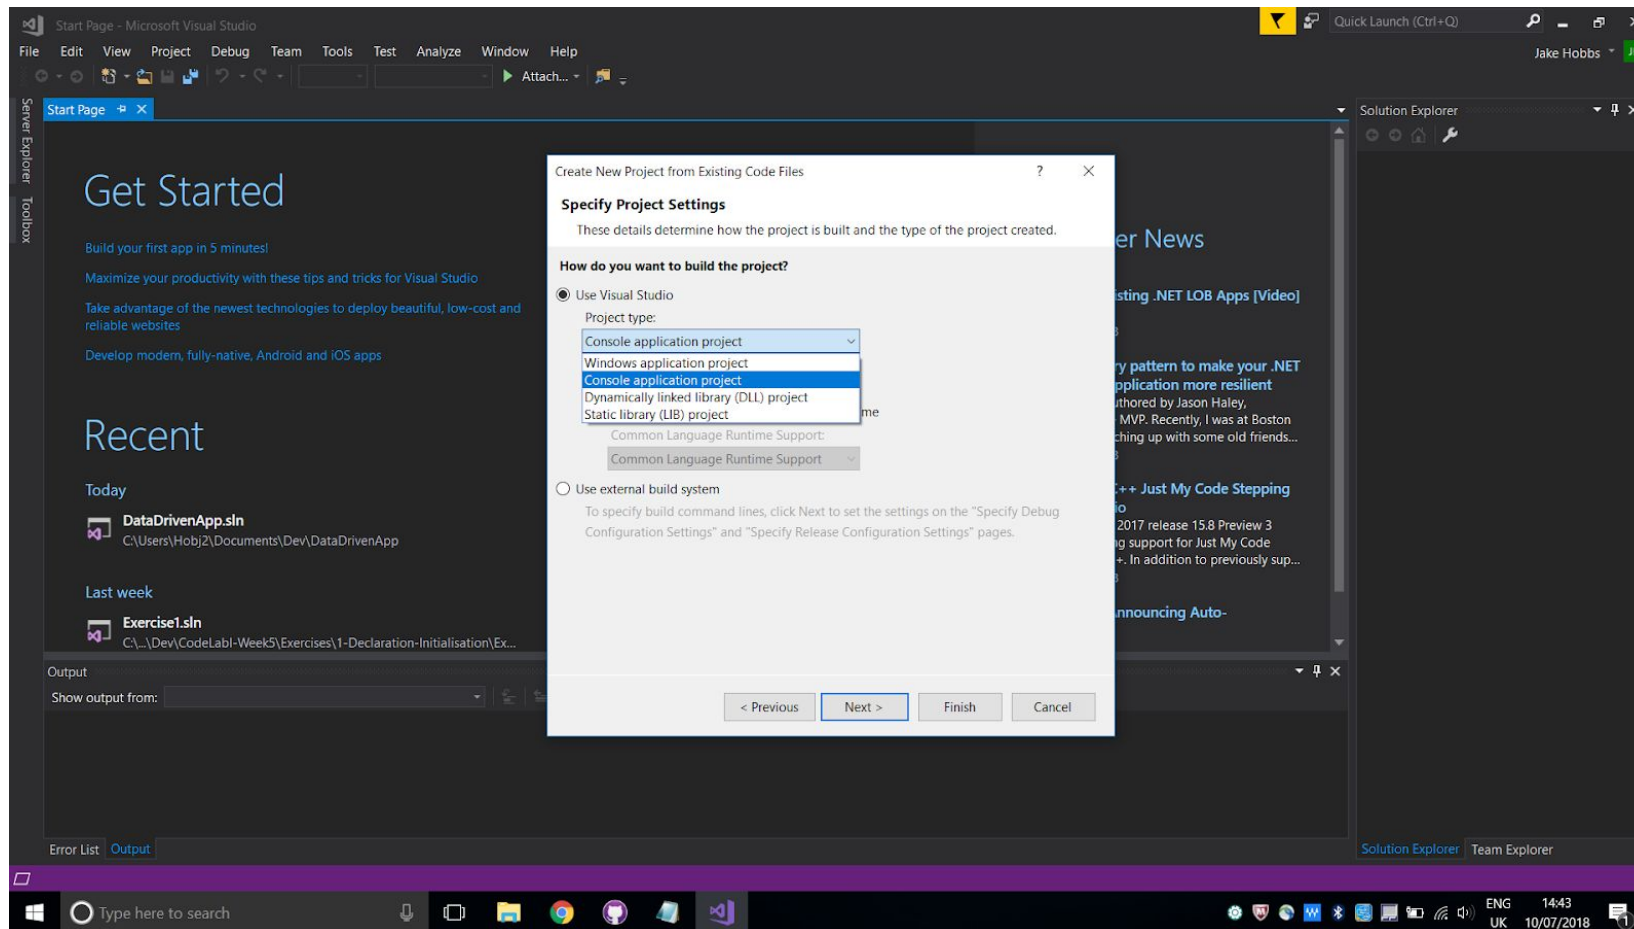 Start Page - Microsoft Visual Studio
Quick Launch (Ctrl+Q)
File Edit View Project Debug Team Tools Test Analyze Window Help
Jake Hobbs
Attach...
Server Explorer
Toolbox
Start Page
Solution Explorer
Get Started
Build your first app in 5 minutes!
Maximize your productivity with these tips and tricks for Visual Studio
Take advantage of the newest technologies to deploy beautiful, low-cost and
reliable websites
Develop modern, fully-native, Android and iOS apps
Recent
Today
DataDrivenApp.sln
C:\Users\Hobj2\Documents\Dev\DataDrivenApp
Last week
Exercise1.sln
C:\...\Dev\CodeLabI-Week5\Exercises\1-Declaration-Initialisation\Ex...
Create New Project from Existing Code Files
?
Specify Project Settings
These details determine how the project is built and the type of the project created.
How do you want to build the project?
Use Visual Studio
Project type:
Console application project
Windows application project
Console application project
Dynamically linked library (DLL) project
Static library (LIB) project
me
Common Language Runtime Support:
Common Language Runtime Support
Use external build system
To specify build command lines, click Next to set the settings on the "Specify Debug
Configuration Settings" and "Specify Release Configuration Settings" pages.
< Previous
Next >
Finish
Cancel
er News
isting .NET LOB Apps [Video]
ry pattern to make your .NET
pplication more resilient
uthored by Jason Haley,
MVP. Recently, I was at Boston
ching up with some old friends...
++ Just My Code Stepping
io
2017 release 15.8 Preview 3
ng support for Just My Code
+. In addition to previously sup...
nnouncing Auto-
Output
Show output from:
Error List Output
Solution Explorer Team Explorer
Type here to search
ENG
UK
14:43
10/07/2018
1